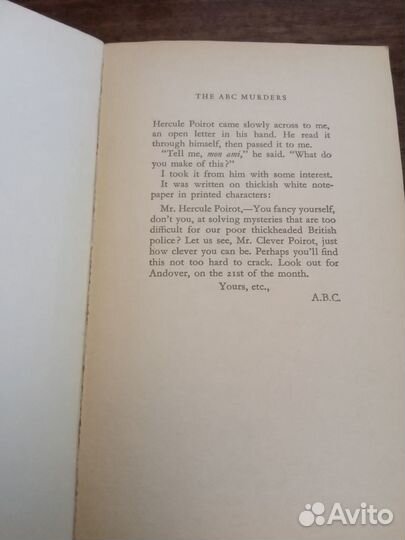 THE ABC MURDERS
Hercule Poirot came slowly across to me,
an open letter in his hand. He read it
through himself, then passed it to me.
"Tell me, mon ami," he said. "What do
you make of this?"
I took it from him with some interest.
It was written on thickish white note-
paper in printed characters:
Mr. Hercule Poirot,—You fancy yourself,
don't you, at solving mysteries that are too
difficult for our poor thickheaded British
police? Let us see, Mr. Clever Poirot, just
how clever you can be. Perhaps you'll find
this not too hard to crack. Look out for
Andover, on the 21st of the month.
Yours, etc.,
A.B.C.
Avito